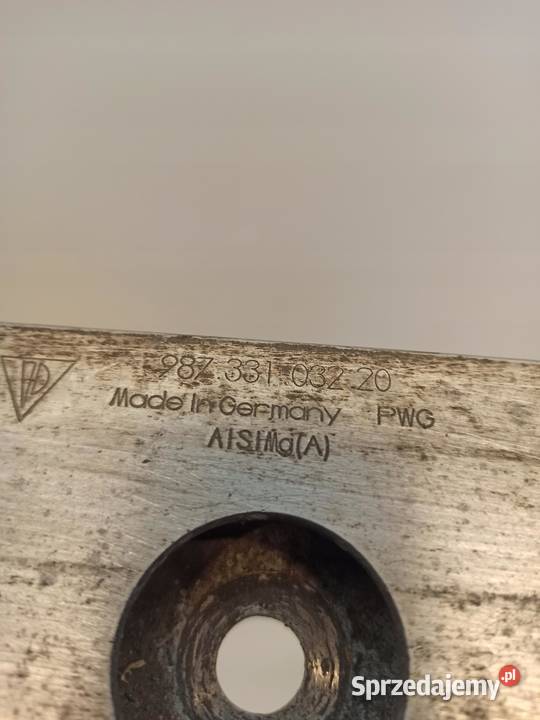 987.331.032.20
Made In Germany PWG
AlSiMg(A)
Sprzedajemy.pl